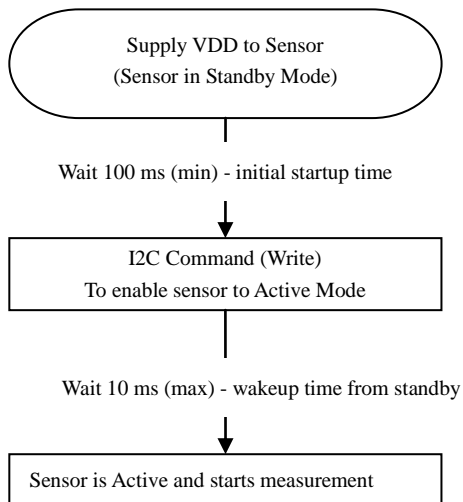 Supply VDD to Sensor
(Sensor in Standby Mode)
Wait 100 ms (min) - initial startup time
I2C Command (Write)
To enable sensor to Active Mode
Wait 10 ms (max) - wakeup time from standby
Sensor is Active and starts measurement